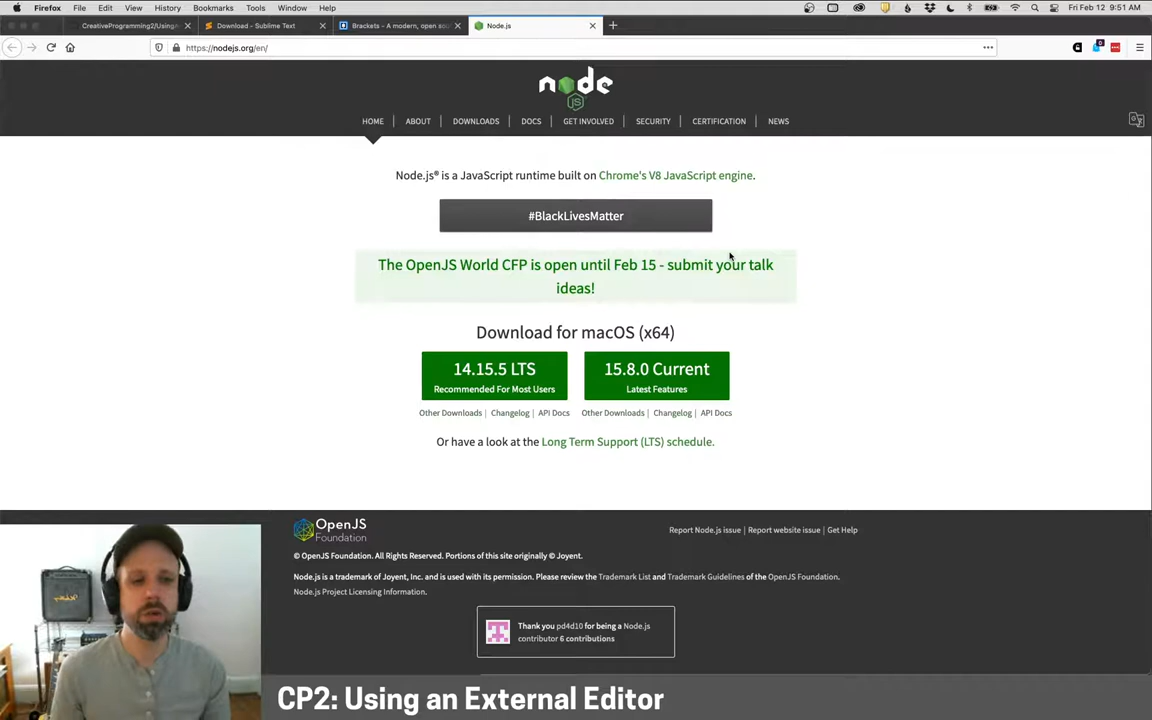 Firefox File Edit View History Bookmarks Tools Window Help Fri Feb 12 9:51 AM
CreativeProgramming2/Using Download - Sublime Text Brackets - A modern, open sou Node.js
https://nodejs.org/en/
node
JS
HOME ABOUT DOWNLOADS DOCS GET INVOLVED SECURITY CERTIFICATION NEWS
Node.js® is a JavaScript runtime built on Chrome's V8 JavaScript engine.
#BlackLivesMatter
The OpenJS World CFP is open until Feb 15 - submit your talk
ideas!
Download for macOS (x64)
14.15.5 LTS
Recommended For Most Users
15.8.0 Current
Latest Features
Other Downloads | Changelog | API Docs Other Downloads | Changelog | API Docs
Or have a look at the Long Term Support (LTS) schedule.
OpenJS
Foundation
Report Node.js issue | Report website issue | Get Help
© OpenJS Foundation. All Rights Reserved. Portions of this site originally © Joyent.
Node.js is a trademark of Joyent, Inc. and is used with its permission. Please review the Trademark List and Trademark Guidelines of the OpenJS Foundation.
Node.js Project Licensing Information.
Thank you pd4d10 for being a Node.js
contributor 6 contributions
CP2: Using an External Editor